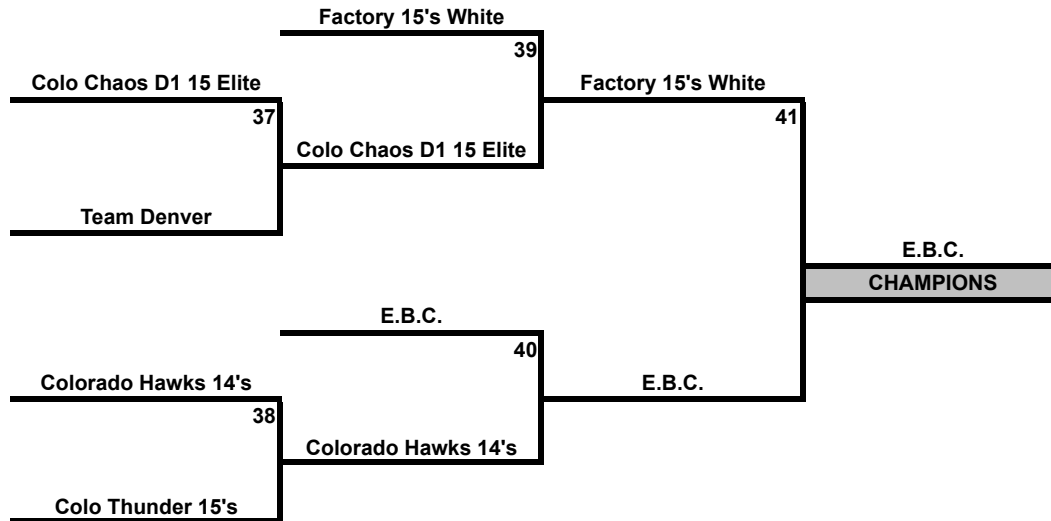 Factory 15's White
39
Colo Chaos D1 15 Elite
Factory 15's White
37
41
Colo Chaos D1 15 Elite
Team Denver
E.B.C.
CHAMPIONS
E.B.C.
40
Colorado Hawks 14's
E.B.C.
38
Colorado Hawks 14's
Colo Thunder 15's